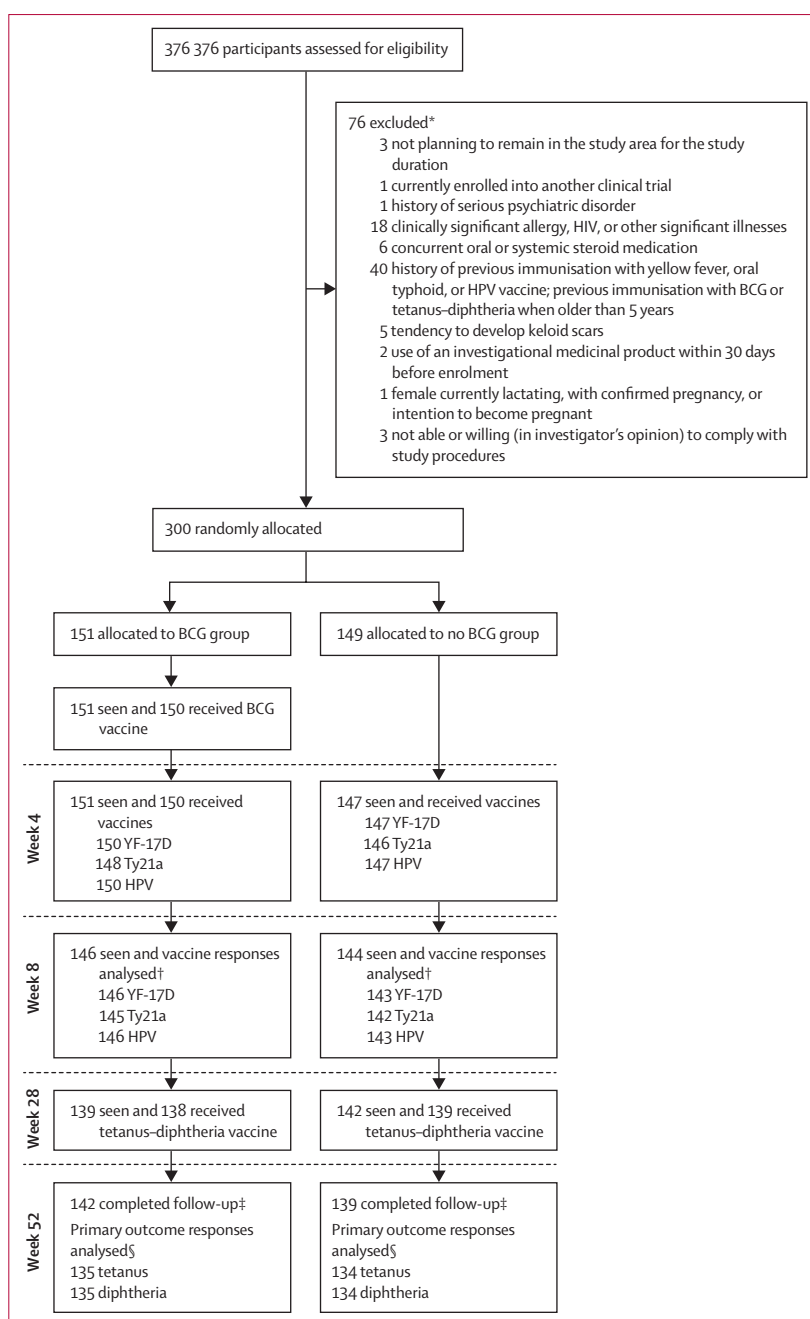 376 376 participants assessed for eligibility
76 excluded*
3 not planning to remain in the study area for the study
duration
1 currently enrolled into another clinical trial
1 history of serious psychiatric disorder
18 clinically significant allergy, HIV, or other significant illnesses
6 concurrent oral or systemic steroid medication
40 history of previous immunisation with yellow fever, oral
typhoid, or HPV vaccine; previous immunisation with BCG or
tetanus–diphtheria when older than 5 years
5 tendency to develop keloid scars
2 use of an investigational medicinal product within 30 days
before enrolment
1 female currently lactating, with confirmed pregnancy, or
intention to become pregnant
3 not able or willing (in investigator's opinion) to comply with
study procedures
300 randomly allocated
151 allocated to BCG group
149 allocated to no BCG group
151 seen and 150 received BCG
vaccine
Week 4
151 seen and 150 received
vaccines
150 YF-17D
148 Ty21a
150 HPV
147 seen and received vaccines
147 YF-17D
146 Ty21a
147 HPV
Week 8
146 seen and vaccine responses
analysed†
146 YF-17D
145 Ty21a
146 HPV
144 seen and vaccine responses
analysed†
143 YF-17D
142 Ty21a
143 HPV
Week 28
139 seen and 138 received
tetanus–diphtheria vaccine
142 seen and 139 received
tetanus–diphtheria vaccine
Week 52
142 completed follow-up‡
Primary outcome responses
analysed§
135 tetanus
135 diphtheria
139 completed follow-up‡
Primary outcome responses
analysed§
134 tetanus
134 diphtheria